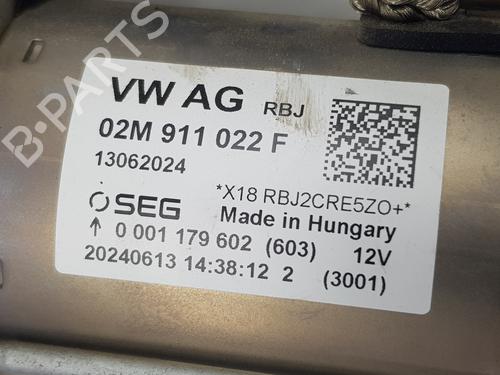 B-PARTS
VW AG RBJ
02M 911 022 F
13062024
*X18 RBJ2CRE5ZO+*
SEG
Made in Hungary
↑ 0 001 179 602 (603) 12V
20240613 14:38:12 2 (3001)